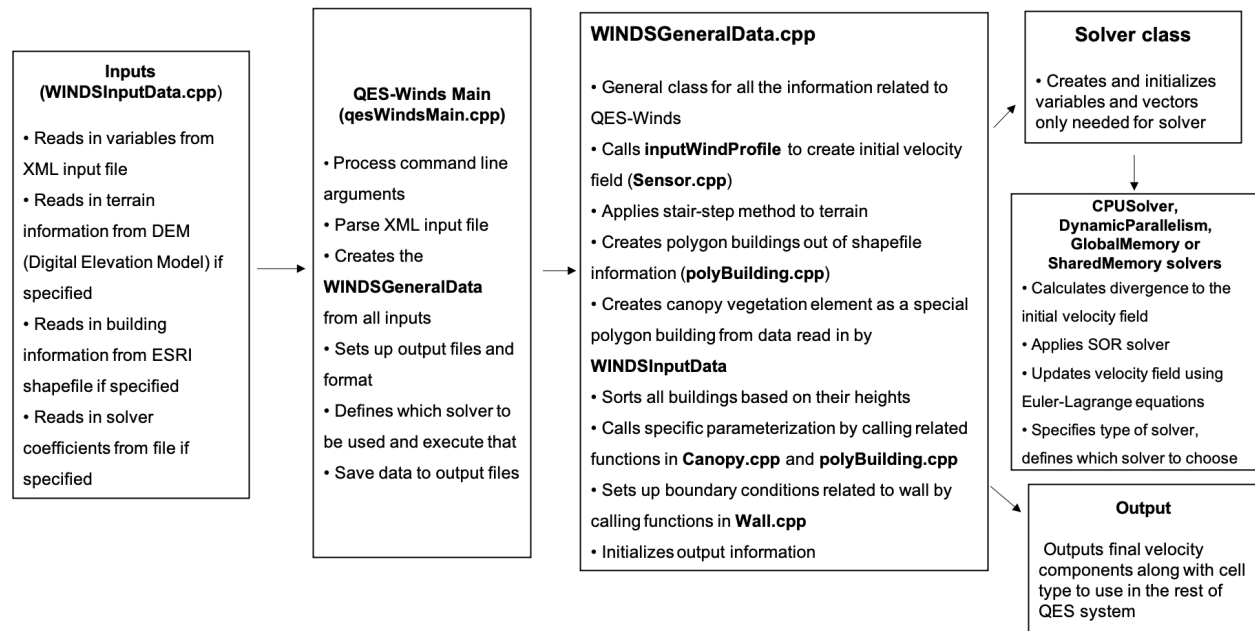 Inputs
(WINDSInputData.cpp)
• Reads in variables from
XML input file
• Reads in terrain
information from DEM
(Digital Elevation Model) if
specified
• Reads in building
information from ESRI
shapefile if specified
• Reads in solver
coefficients from file if
specified
QES-Winds Main
(qesWindsMain.cpp)
• Process command line
arguments
• Parse XML input file
• Creates the
WINDSGeneralData
from all inputs
• Sets up output files and
format
• Defines which solver to
be used and execute that
• Save data to output files
WINDSGeneralData.cpp
• General class for all the information related to
QES-Winds
• Calls inputWindProfile to create initial velocity
field (Sensor.cpp)
• Applies stair-step method to terrain
• Creates polygon buildings out of shapefile
information (polyBuilding.cpp)
• Creates canopy vegetation element as a special
polygon building from data read in by
WINDSInputData
• Sorts all buildings based on their heights
• Calls specific parameterization by calling related
functions in Canopy.cpp and polyBuilding.cpp
• Sets up boundary conditions related to wall by
calling functions in Wall.cpp
• Initializes output information
Solver class
• Creates and initializes
variables and vectors
only needed for solver
CPUSolver,
DynamicParallelism,
GlobalMemory or
SharedMemory solvers
• Calculates divergence to the
initial velocity field
• Applies SOR solver
• Updates velocity field using
Euler-Lagrange equations
• Specifies type of solver,
defines which solver to choose
Output
Outputs final velocity
components along with cell
type to use in the rest of
QES system